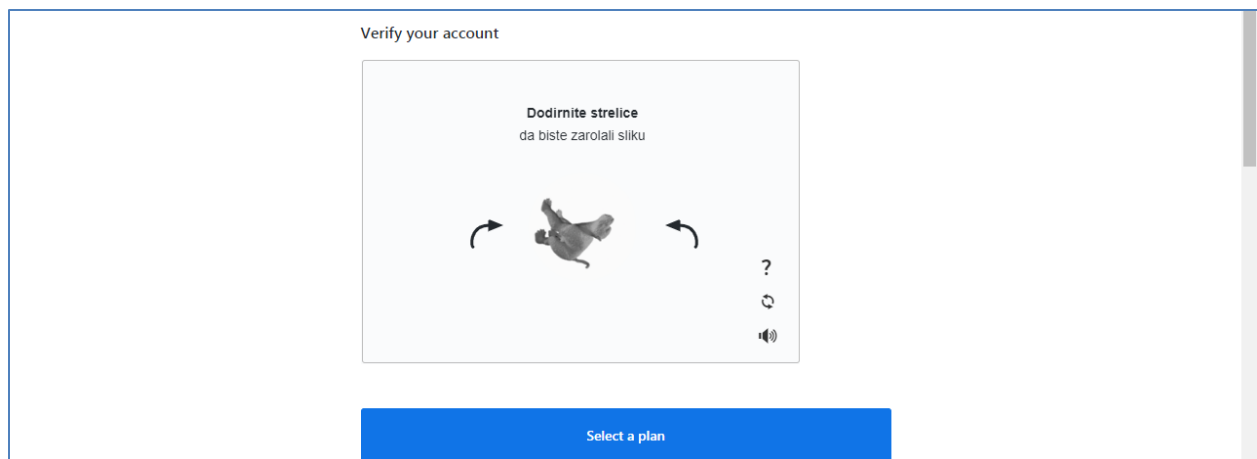 Verify your account
Dodirnite strelice
da biste zarolali sliku
?
Select a plan